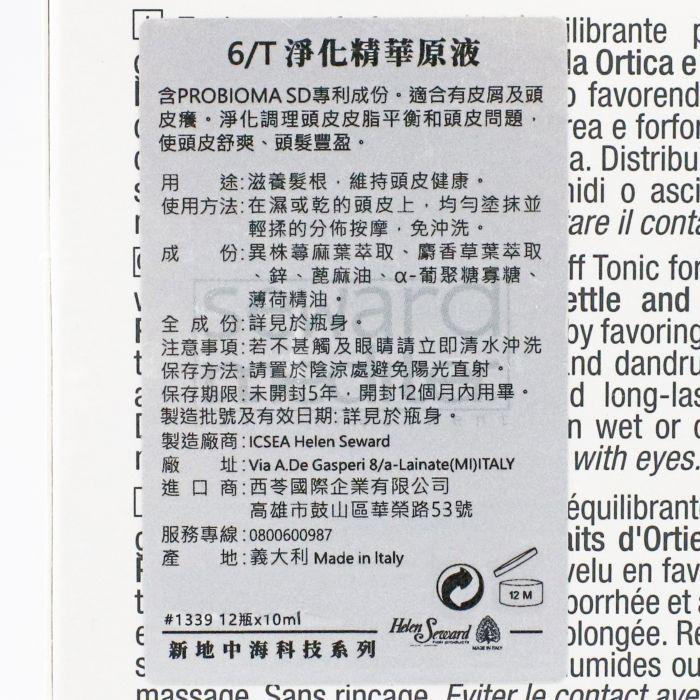 6/T 淨化精華原液
含PROBIOMA SD專利成份。適合有皮屑及頭
皮癢。淨化調理頭皮皮脂平衡和頭皮問題,
使頭皮舒爽、頭髮豐盈。
用 途:滋養髮根,維持頭皮健康。
使用方法:在濕或乾的頭皮上,均勻塗抹並
輕揉的分佈按摩,免沖洗。
成 份:異株蕁麻葉萃取、麝香草葉萃取
、鋅、蓖麻油、α-葡聚糖寡糖、
薄荷精油;
全 成 份:詳見於瓶身。
注意事項:若不甚觸及眼睛請立即清水沖洗
保存方法:請置於陰涼處避免陽光直射。
保存期限:未開封5年,開封12個月內用畢。
製造批號及有效日期:詳見於瓶身。
製造廠商:ICSEA Helen Seward
廠 址:Via A.De Gasperi 8/a-Lainate(MI)ITALY
進 口 商:西苓國際企業有限公司
高雄市鼓山區華榮路53號
服務專線:0800600987
產 地:義大利 Made in Italy
12 M
#1339 12瓶x10ml
Helen Seward
MADE IN ITALY
新地中海科技系列
ilibrante
la Ortica e
favorend
rea e forfor
a. Distribu
nidi o asci
are il conta
ff Tonic for
ettle and
by favoring
nd dandru
d long-las
n wet or d
with eyes.
équilibrant
aits d'Ortie
velu en fav
borrhée et
olongée. Re
umides ou
massage. Sans rinçage. Eviter le contact ave